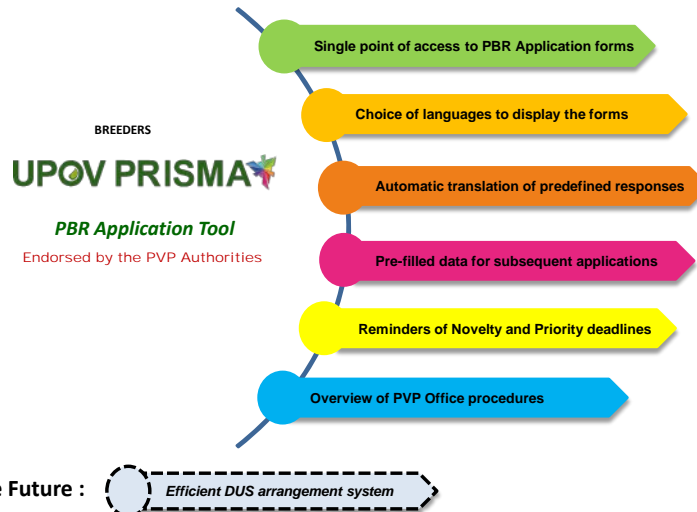 Single point of access to PBR Application forms
Choice of languages to display the forms
BREEDERS
UPOV PRISMA
Automatic translation of predefined responses
PBR Application Tool
Endorsed by the PVP Authorities
Pre-filled data for subsequent applications
Reminders of Novelty and Priority deadlines
Overview of PVP Office procedures
e Future :
Efficient DUS arrangement system